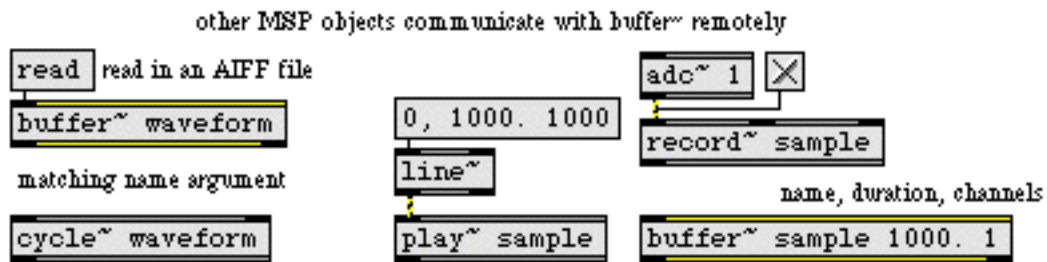 other MSP objects communicate with buffer~ remotely
read
read in an AIFF file
buffer~ waveform
matching name argument
cycle~ waveform
0, 1000. 1000
line~
play~ sample
adc~ 1
record~ sample
name, duration, channels
buffer~ sample 1000. 1